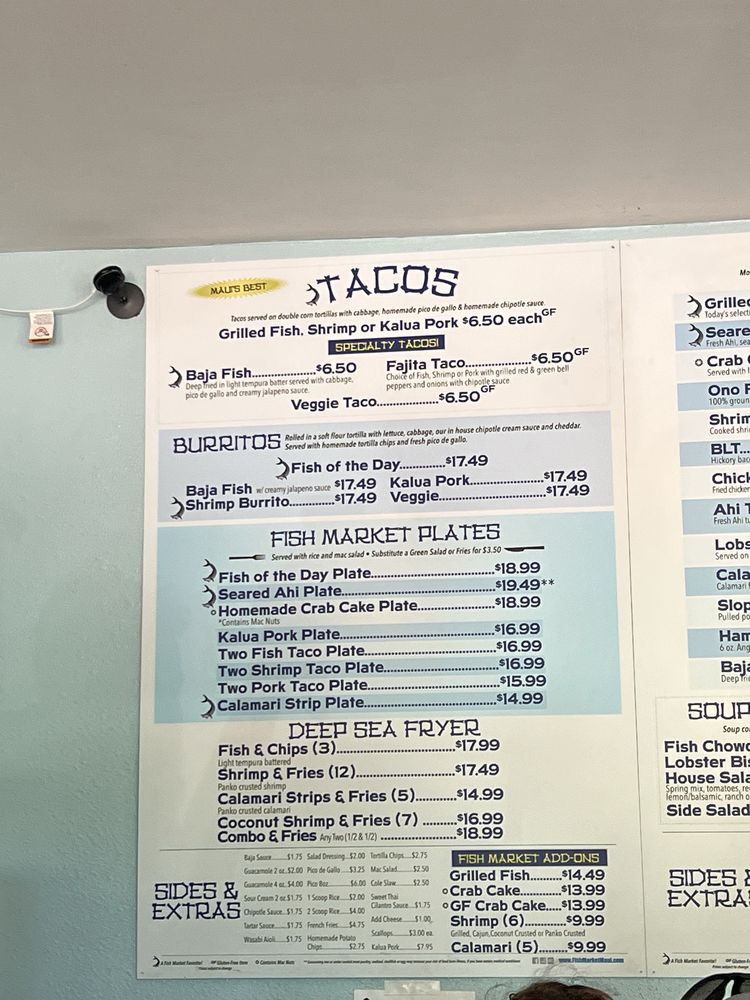 MAUI'S BEST
TACOS
Tacos served on double corn tortillas with cabbage, homemade pico de gallo & homemade chipotle sauce.
Grilled Fish, Shrimp or Kalua Pork $6.50 each GF
SPECIALTY TACOS!
Baja Fish..........$6.50
Deep fried in light tempura batter served with cabbage,
pico de gallo and creamy jalapeno sauce.
Fajita Taco..........$6.50 GF
Choice of Fish, Shrimp or Pork with grilled red & green bell
peppers and onions with chipotle sauce
Veggie Taco..........$6.50 GF
BURRITOS
Rolled in a soft flour tortilla with lettuce, cabbage, our in house chipotle cream sauce and cheddar.
Served with homemade tortilla chips and fresh pico de gallo.
Fish of the Day..........$17.49
Baja Fish w/ creamy jalapeno sauce $17.49
Kalua Pork..........$17.49
Shrimp Burrito..........$17.49
Veggie..........$17.49
FISH MARKET PLATES
Served with rice and mac salad • Substitute a Green Salad or Fries for $3.50
Fish of the Day Plate..........$18.99
Seared Ahi Plate..........$19.49**
Homemade Crab Cake Plate..........$18.99
*Contains Mac Nuts
Kalua Pork Plate..........$16.99
Two Fish Taco Plate..........$16.99
Two Shrimp Taco Plate..........$16.99
Two Pork Taco Plate..........$15.99
Calamari Strip Plate..........$14.99
DEEP SEA FRYER
Fish & Chips (3)..........$17.99
Light tempura battered
Shrimp & Fries (12)..........$17.49
Panko crusted shrimp
Calamari Strips & Fries (5)..........$14.99
Panko crusted calamari
Coconut Shrimp & Fries (7)..........$16.99
Combo & Fries Any Two (1/2 & 1/2)..........$18.99
SIDES &
EXTRAS
Baja Sauce.....$1.75
Guacamole 2 oz..$2.00
Guacamole 4 oz..$4.00
Sour Cream 2 oz.$1.75
Chipotle Sauce..$1.75
Tartar Sauce.....$1.75
Wasabi Aioli.....$1.75
Salad Dressing..$2.00
Pico de Gallo.....$3.25
Pico 8oz.....$6.00
1 Scoop Rice.....$2.00
2 Scoop Rice.....$4.00
French Fries.....$4.75
Homemade Potato
Chips.....$2.75
Tortilla Chips.....$2.75
Mac Salad.....$2.50
Cole Slaw.....$2.50
Sweet Thai
Cilantro Sauce...$1.75
Add Cheese.....$1.00
Scallops.....$3.00 ea.
Kalua Pork.....$7.95
FISH MARKET ADD-ONS
Grilled Fish..........$14.49
Crab Cake..........$13.99
GF Crab Cake....$13.99
Shrimp (6)..........$9.99
Grilled, Cajun, Coconut Crusted or Panko Crusted
Calamari (5)..........$9.99
A Fish Market Favorite!
GF Gluten-Free Item
Contains Mac Nuts
www.FishMarketMaui.com
Prices subject to change
Grille
Today's select
Seare
Fresh Ahi, sea
Crab
Served with
Ono
100% groun
Shrim
Cooked shri
BLT...
Hickory bac
Chick
Fried chicken
Ahi T
Fresh Ahi tu
Lobs
Served on
Cala
Calamari
Slop
Pulled po
Ham
6 oz. Ang
Baja
Deep frie
SOUP
Soup co
Fish Chowd
Lobster Bis
House Sala
Spring mix, tomatoes, re
lemon/balsamic, ranch o
Side Salad
SIDES &
EXTRA
A Fish Market Favorite!
Prices subject to change